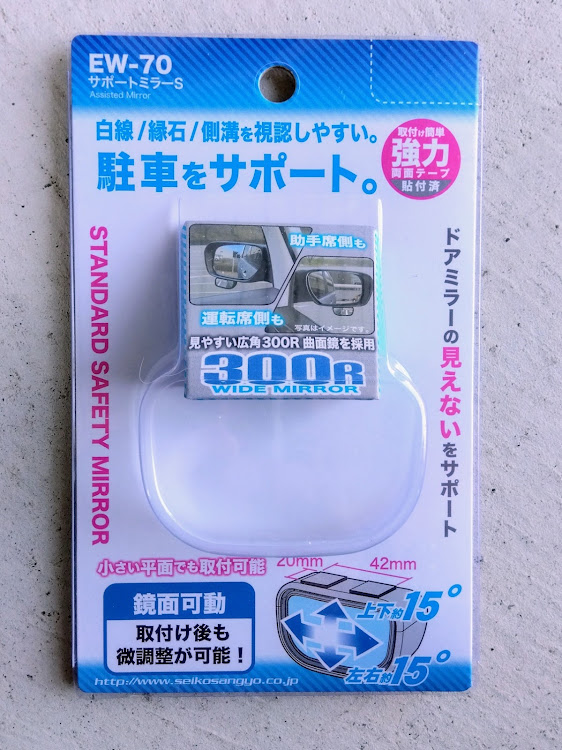 EW-70
サポートミラーS
Assisted Mirror
白線/縁石/側溝を視認しやすい。
駐車をサポート。
取付け簡単
強力
両面テープ
貼付済
STANDARD SAFETY MIRROR
ドアミラーの見えないをサポート
助手席側も
運転席側も
写真はイメージです。
見やすい広角300R曲面鏡を採用
300R
WIDE MIRROR
小さい平面でも取付可能
20mm
42mm
鏡面可動
取付け後も
微調整が可能！
上下約15°
左右約15°
http://www.seikosangyo.co.jp